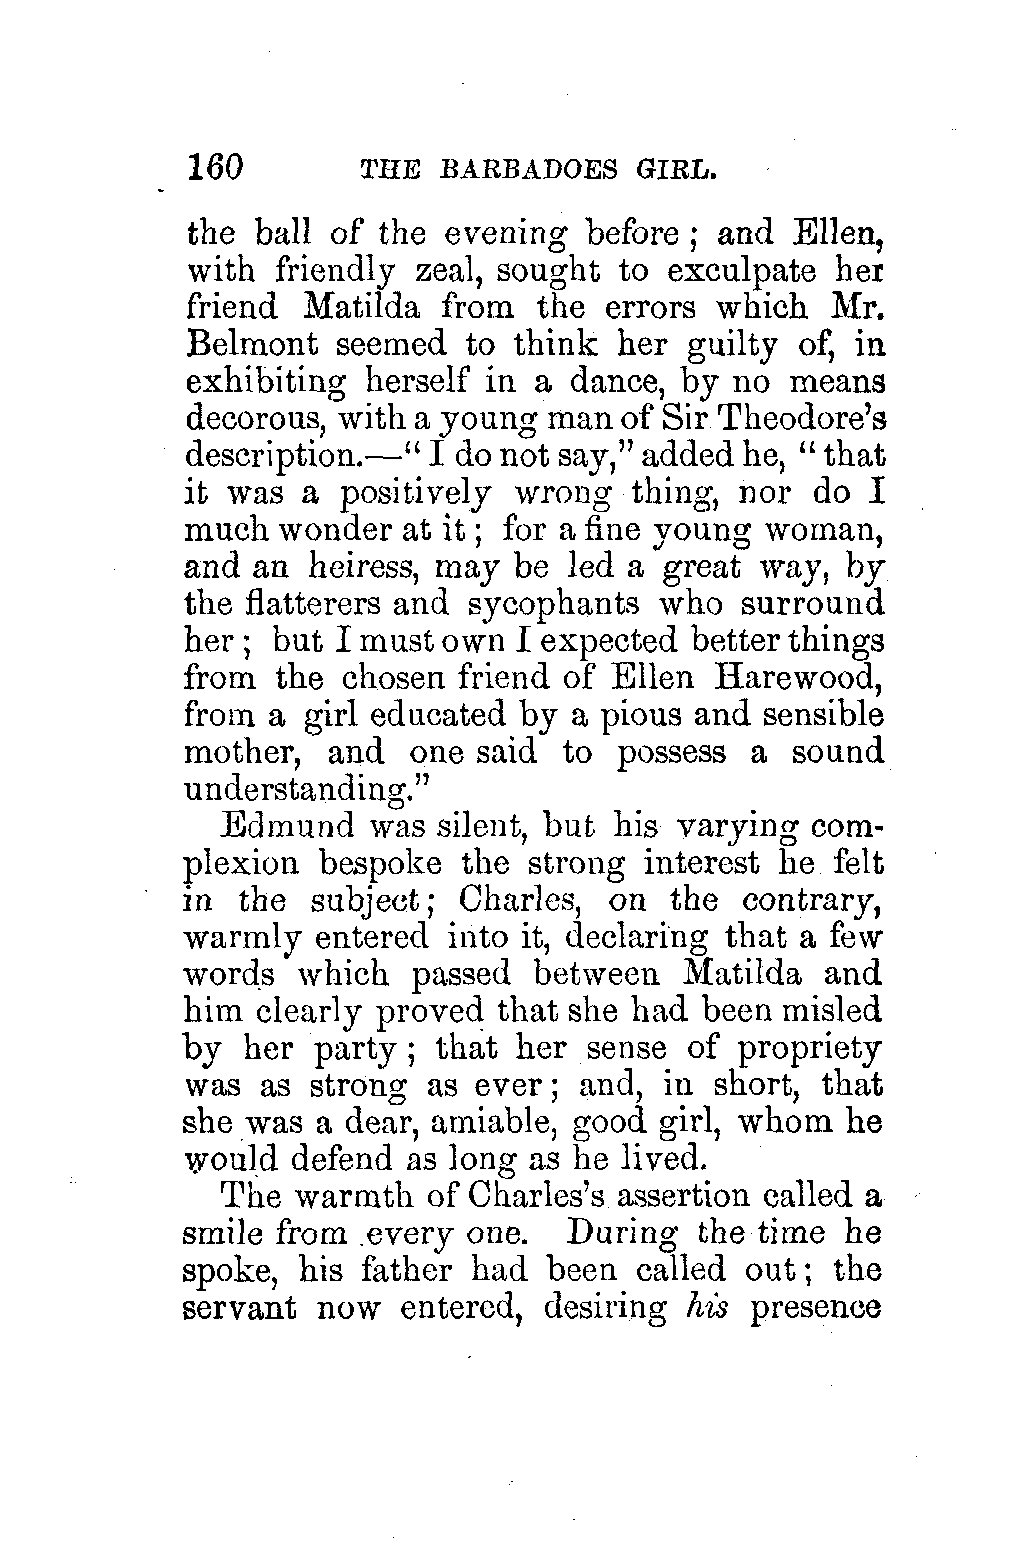 160 THE BARBADOES GIRL.
the ball of the evening before ; and Ellen,
with friendly zeal, sought to exculpate her
friend Matilda from the errors which Mr.
Belmont seemed to think her guilty of, in
exhibiting herself in a dance, by no means
decorous, with a young man of Sir Theodore's
description.—" I do not say," added he, " that
it was a positively wrong thing, nor do I
much wonder at it ; for a fine young woman,
and an heiress, may be led a great way, by
the flatterers and sycophants who surround
her ; but I must own I expected better things
from the chosen friend of Ellen Harewood,
from a girl educated by a pious and sensible
mother, and one said to possess a sound
understanding."
Edmund was silent, but his varying com-
plexion bespoke the strong interest he felt
in the subject ; Charles, on the contrary,
warmly entered into it, declaring that a few
words which passed between Matilda and
him clearly proved that she had been misled
by her party ; that her sense of propriety
was as strong as ever ; and, in short, that
she was a dear, amiable, good girl, whom he
would defend as long as he lived.
The warmth of Charles's assertion called a
smile from every one. During the time he
spoke, his father had been called out ; the
servant now entered, desiring his presence